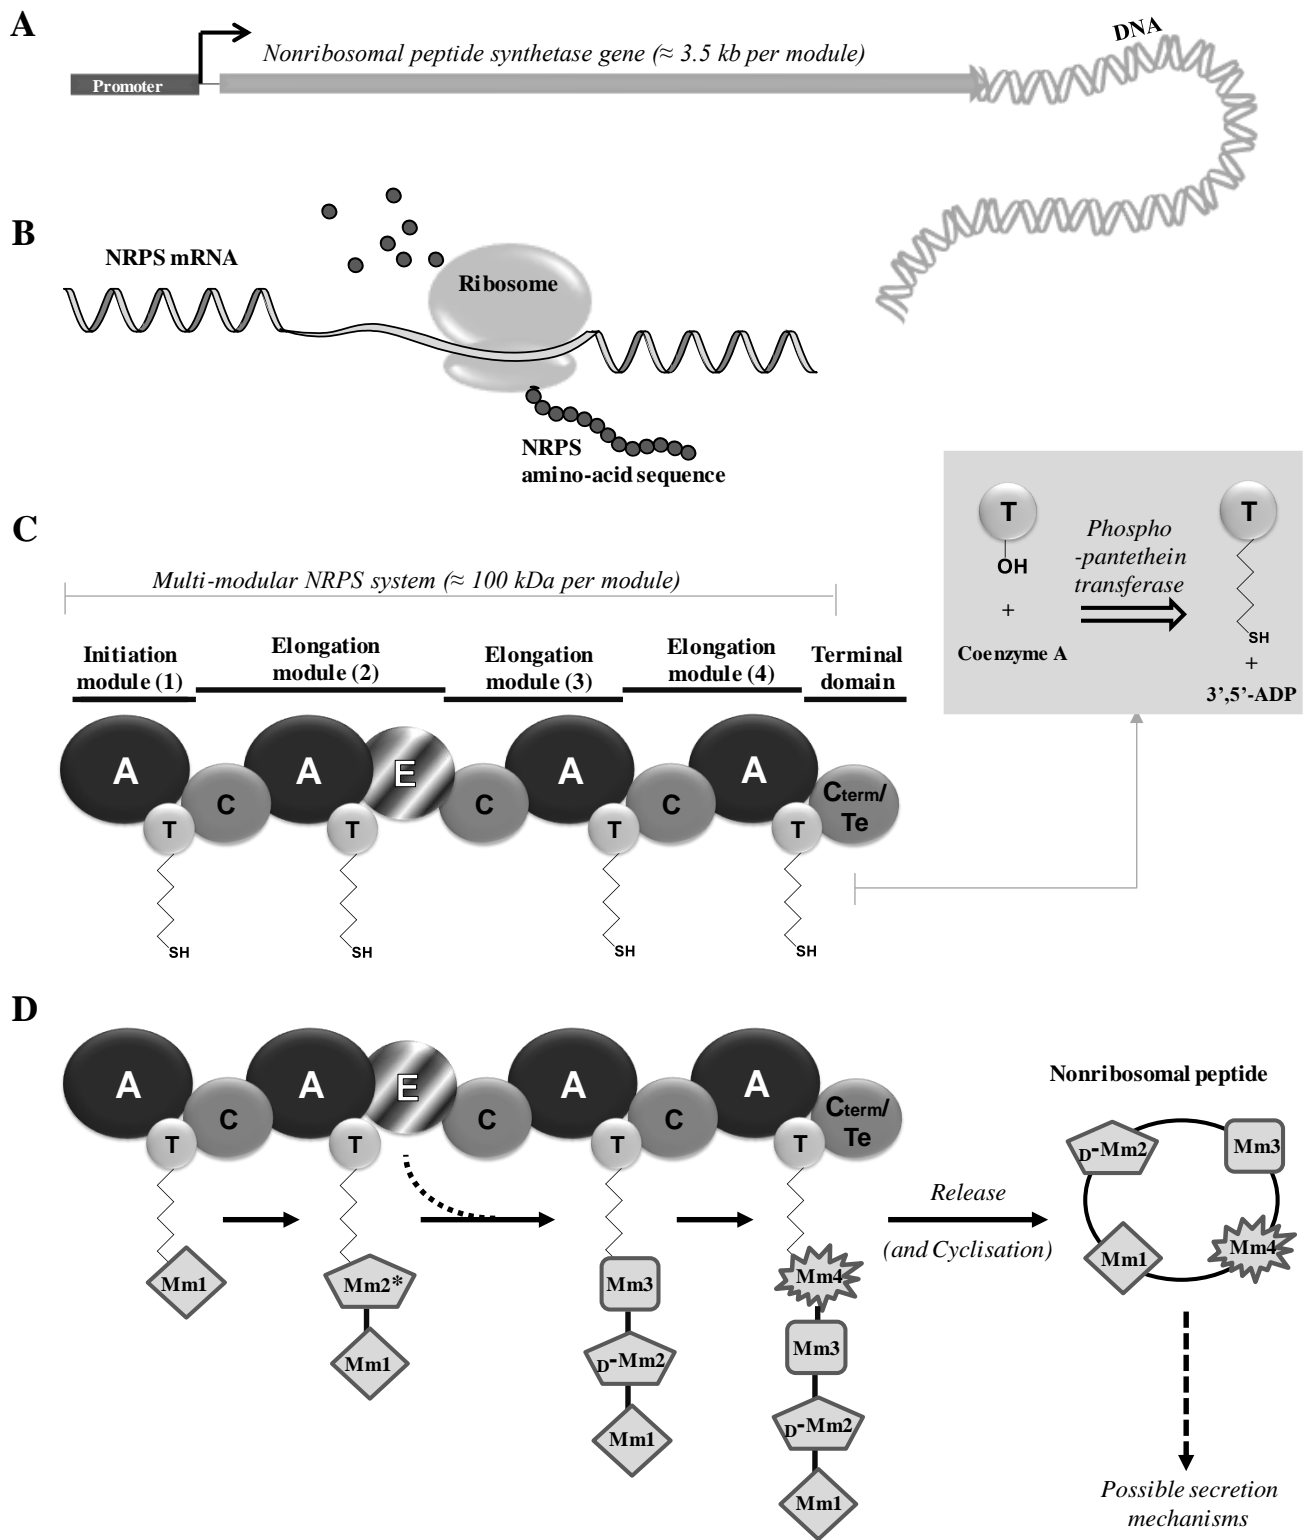 A
Nonribosomal peptide synthetase gene (≈ 3.5 kb per module)
DNA
Promoter
B
NRPS mRNA
Ribosome
NRPS
amino-acid sequence
C
Multi-modular NRPS system (≈ 100 kDa per module)
Initiation
module (1)
Elongation
module (2)
Elongation
module (3)
Elongation
module (4)
Terminal
domain
A
C
A
E
C
A
C
A
Cterm/
Te
T
T
T
T
SH
SH
SH
SH
T
OH
+
Coenzyme A
Phospho
-pantethein
transferase
T
SH
+
3’,5’-ADP
D
A
C
A
E
C
A
C
A
Cterm/
Te
T
T
T
T
Mm1
Mm2*
Mm1
Mm3
D-Mm2
Mm1
Mm4
Mm3
D-Mm2
Mm1
Release
(and Cyclisation)
Nonribosomal peptide
D-Mm2
Mm3
Mm1
Mm4
Possible secretion
mechanisms